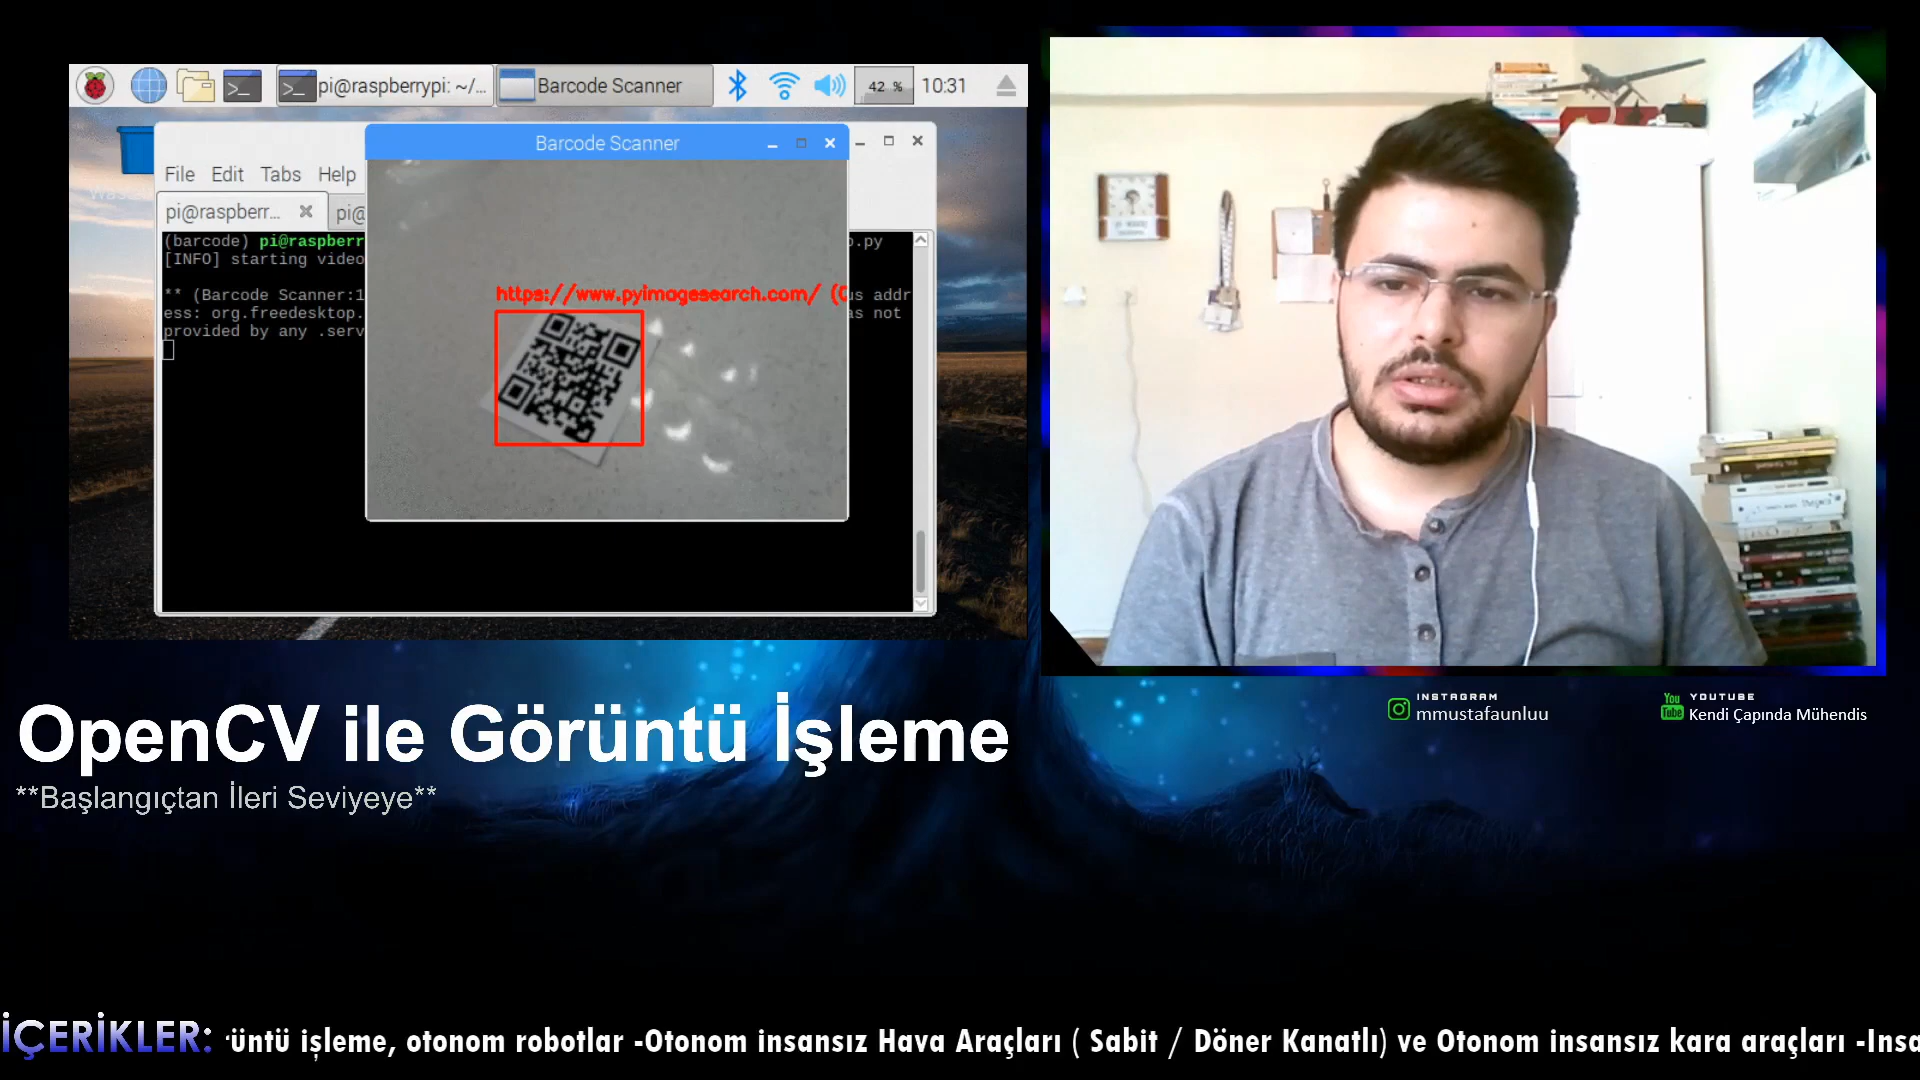 pi@raspberrypi: ~/...
Barcode Scanner
42 %
10:31
Barcode Scanner
File Edit Tabs Help
pi@raspberr...
pi@
(barcode) pi@raspberr
.py
[INFO] starting video
** (Barcode Scanner:1
us addr
ess: org.freedesktop.
as not
provided by any .serv
https://www.pyimagesearch.com/ (
OpenCV ile Görüntü İşleme
**Başlangıçtan İleri Seviyeye**
INSTAGRAM
mmustafaunluu
You Tube
YOUTUBE
Kendi Çapında Mühendis
İÇERİKLER: üntü işleme, otonom robotlar -Otonom insansız Hava Araçları ( Sabit / Döner Kanatlı) ve Otonom insansız kara araçları -Insa